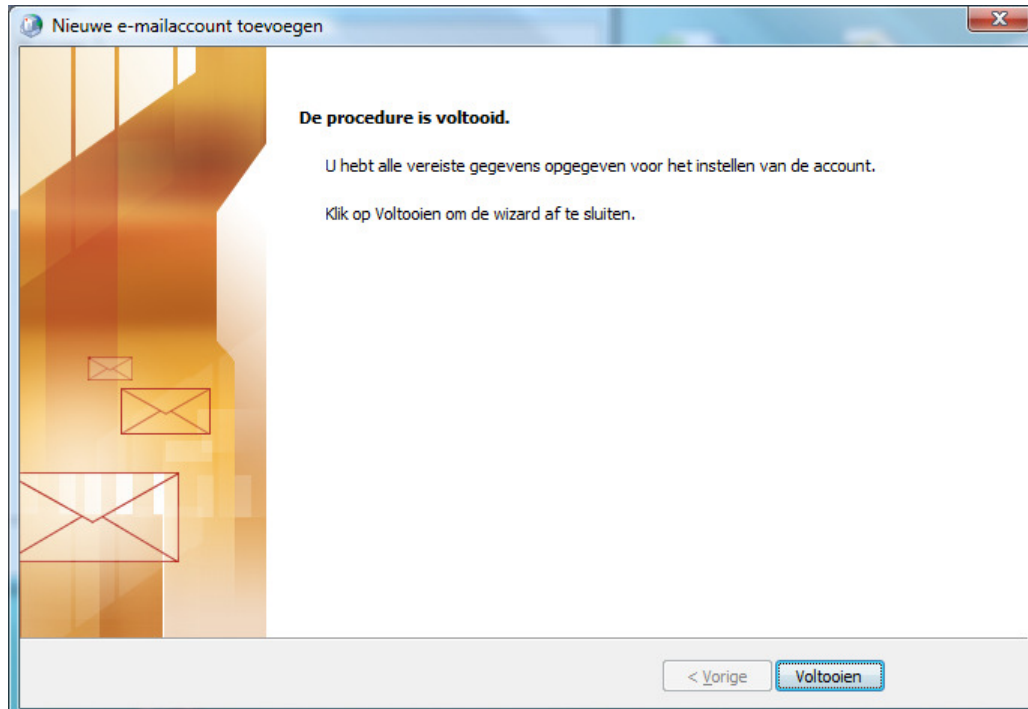 Nieuwe e-mailaccount toevoegen
De procedure is voltooid.
U hebt alle vereiste gegevens opgegeven voor het instellen van de account.
Klik op Voltooien om de wizard af te sluiten.
< Vorige
Voltooien